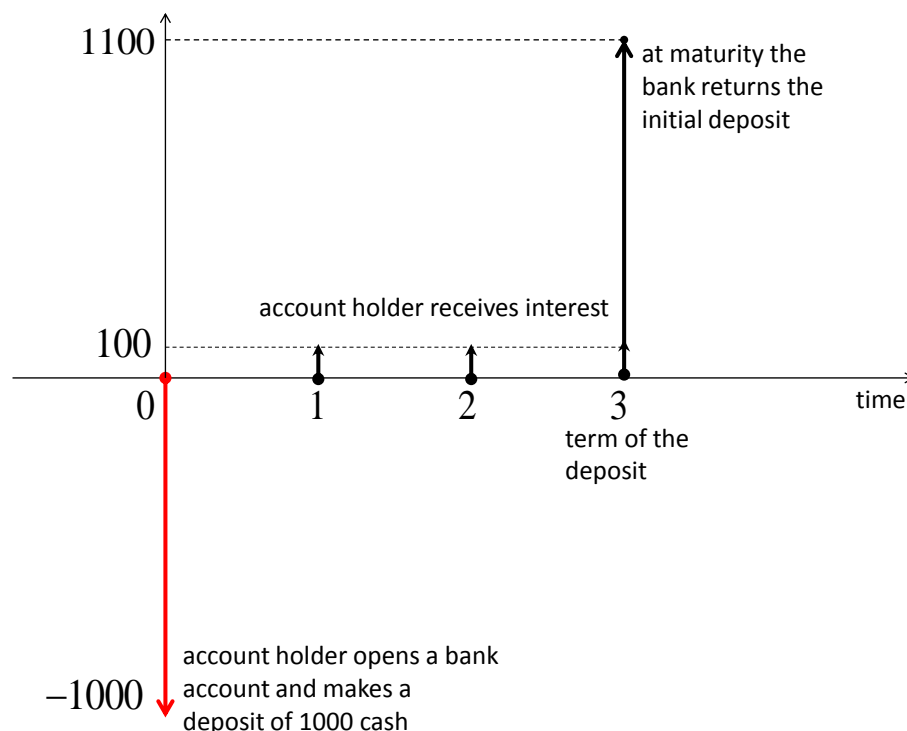 1100
at maturity the
bank returns the
initial deposit
account holder receives interest
100
0
1
2
3
time
term of the
deposit
account holder opens a bank
account and makes a
deposit of 1000 cash
−1000